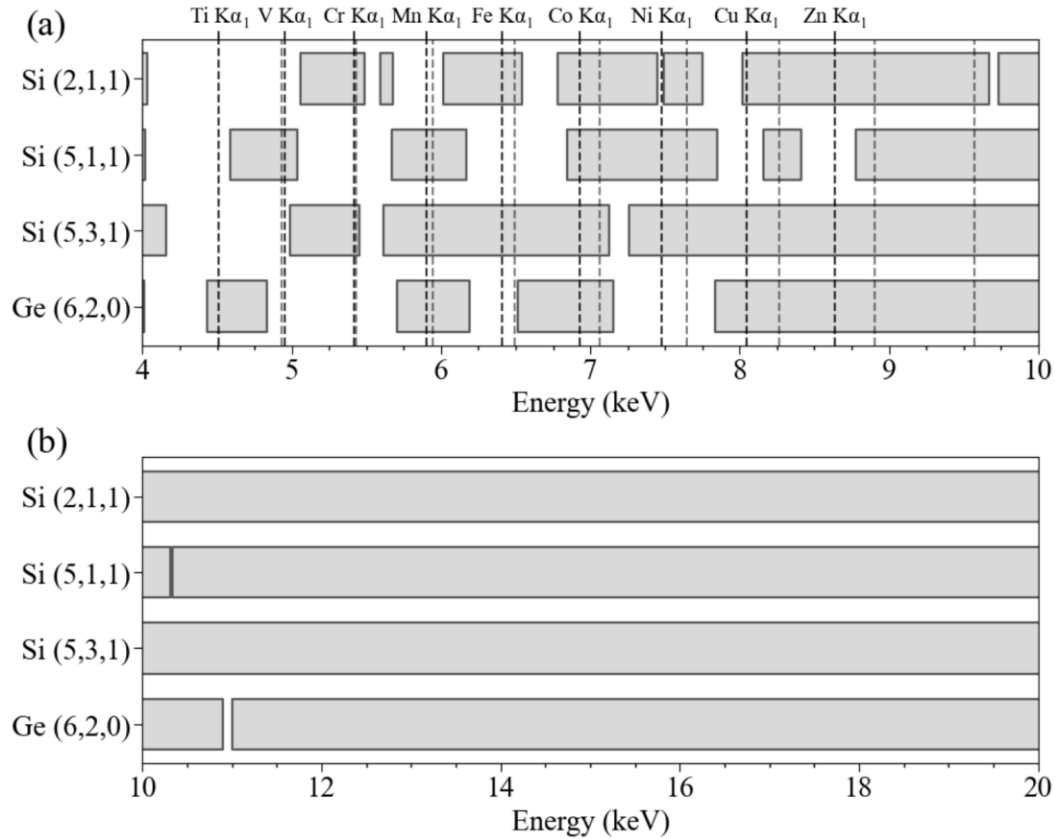 Ti Kα₁ V Kα₁ Cr Kα₁ Mn Kα₁ Fe Kα₁ Co Kα₁ Ni Kα₁ Cu Kα₁ Zn Kα₁
(a)
Si (2,1,1)
Si (5,1,1)
Si (5,3,1)
Ge (6,2,0)
4 5 6 7 8 9 10
Energy (keV)
(b)
Si (2,1,1)
Si (5,1,1)
Si (5,3,1)
Ge (6,2,0)
10 12 14 16 18 20
Energy (keV)